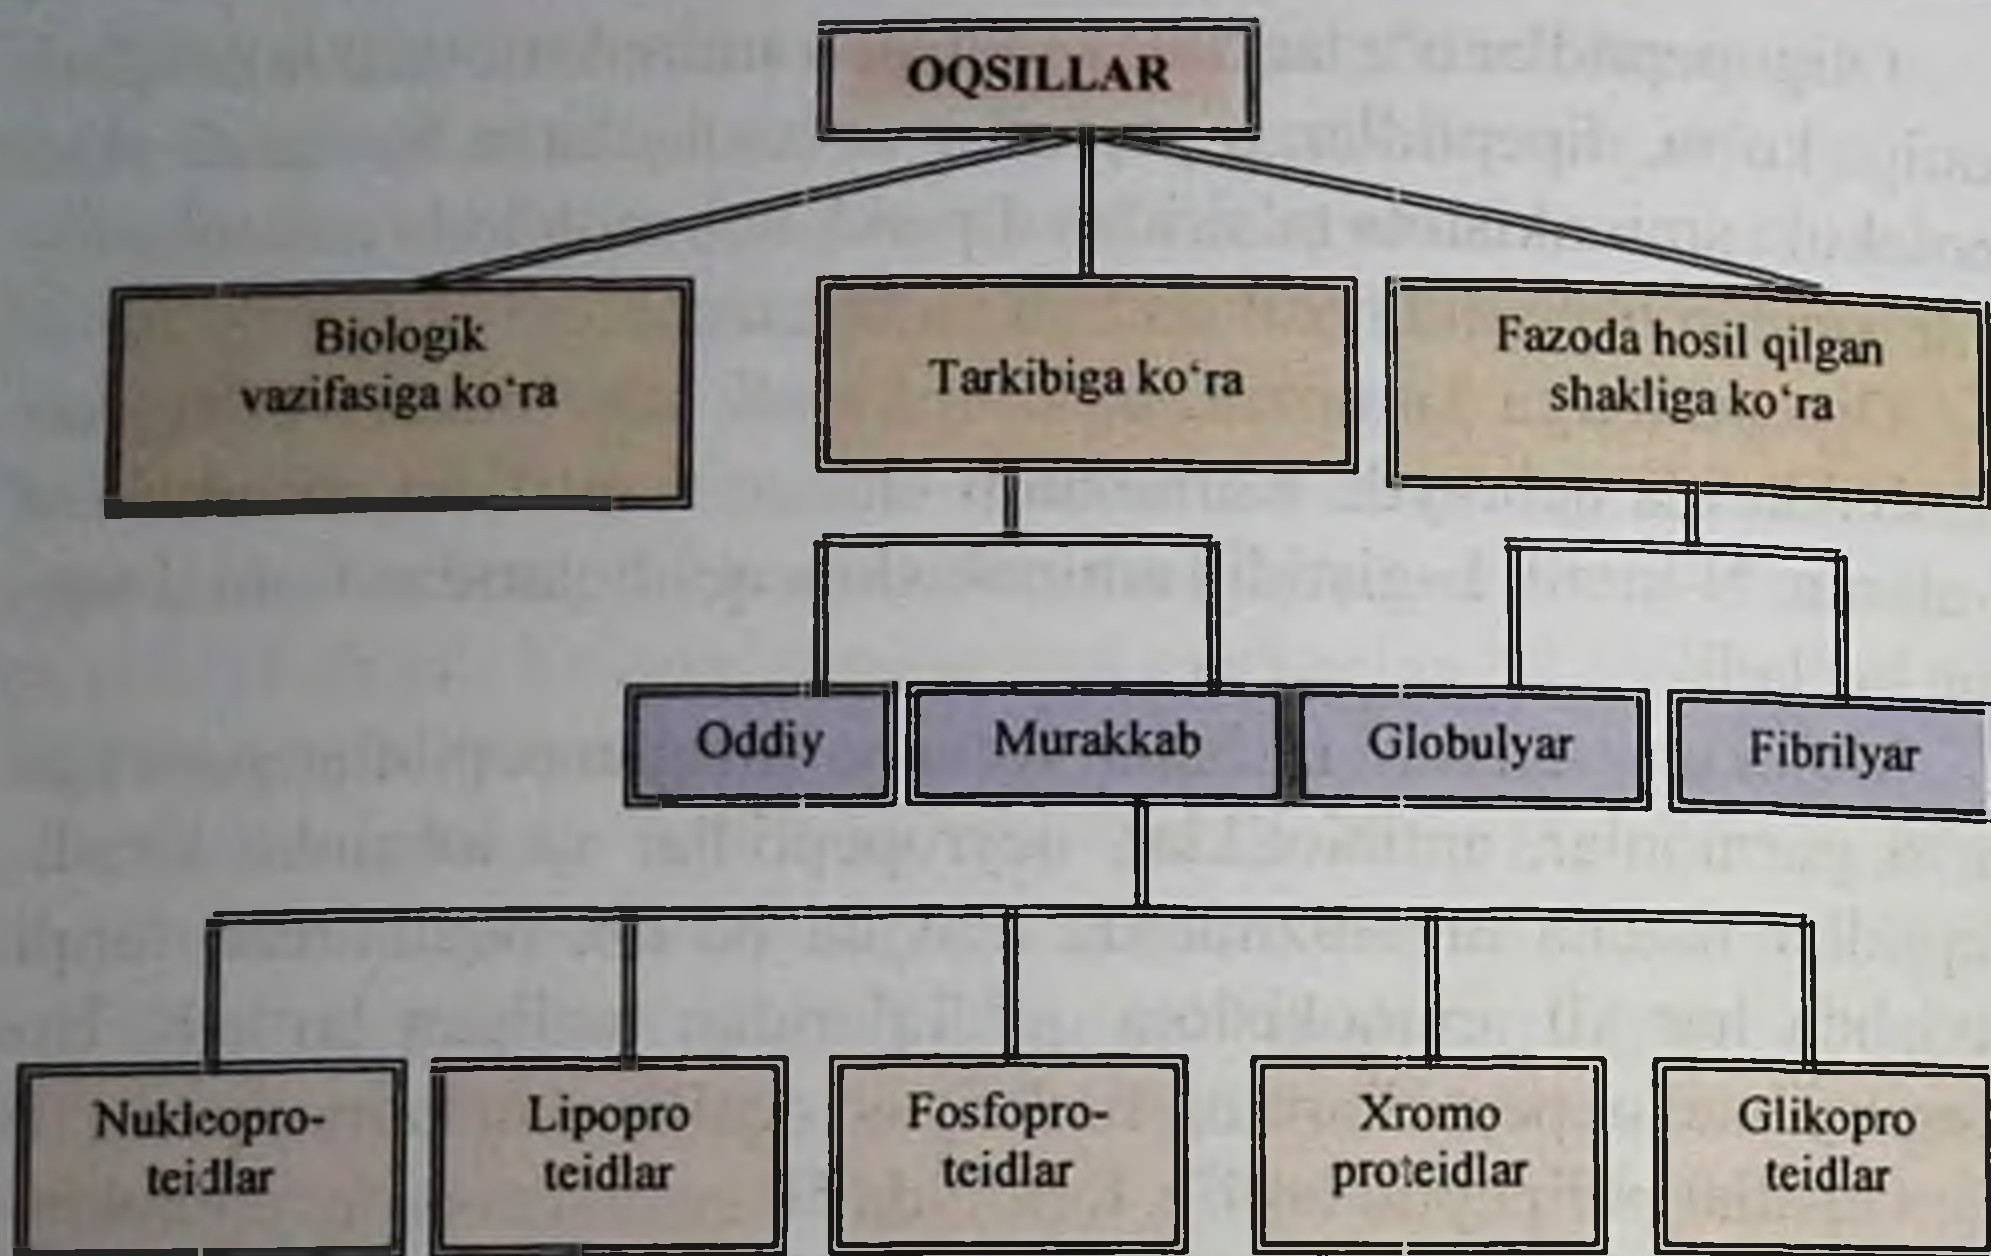 OQSILLAR
Biologik
vazifasiga ko‘ra
Tarkibiga ko‘ra
Fazoda hosil qilgan
shakliga ko‘ra
Oddiy
Murakkab
Globulyar
Fibrilyar
Nukleopro-
teidlar
Lipopro
teidlar
Fosfopro-
teidlar
Xromo
proteidlar
Glikopro
teidlar